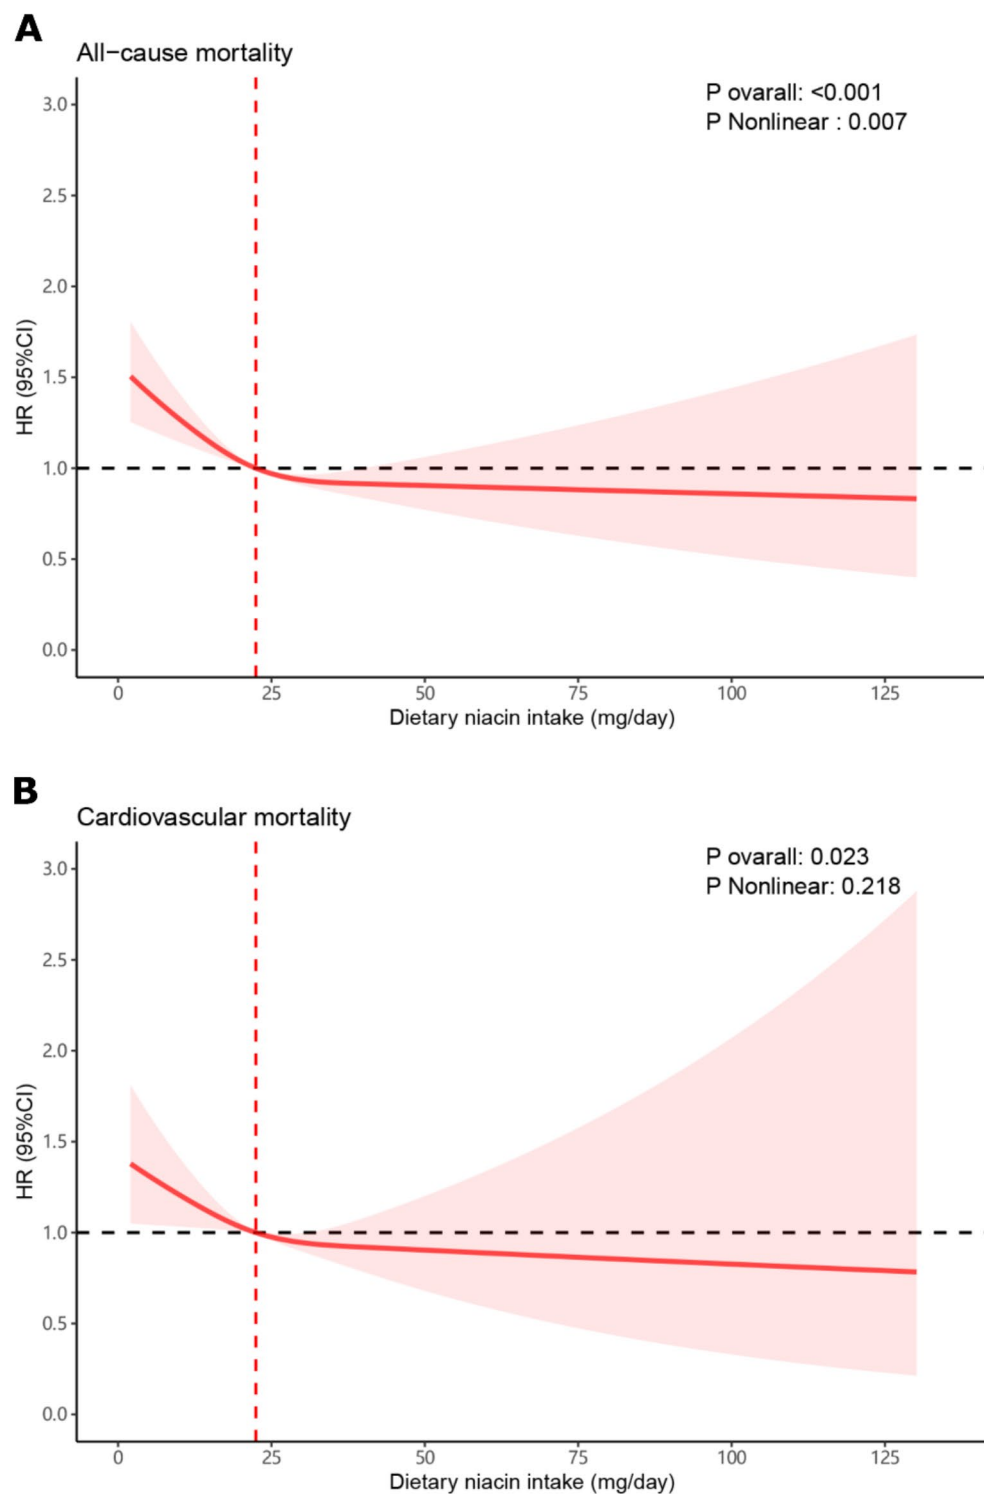 A
All−cause mortality
P ovarall: <0.001
P Nonlinear : 0.007
3.0
2.5
2.0
1.5
1.0
0.5
0.0
HR (95%CI)
0 25 50 75 100 125
Dietary niacin intake (mg/day)
B
Cardiovascular mortality
P ovarall: 0.023
P Nonlinear: 0.218
3.0
2.5
2.0
1.5
1.0
0.5
0.0
HR (95%CI)
0 25 50 75 100 125
Dietary niacin intake (mg/day)